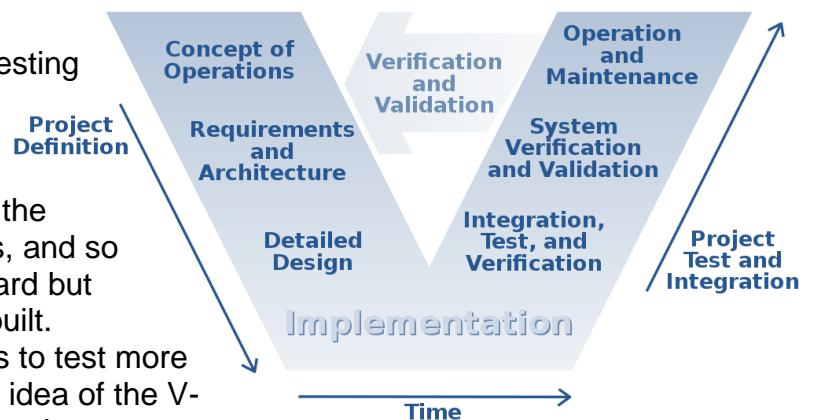 esting
the
s, and so
ard but
built.
s to test more
idea of the V-
Concept of
Operations
Verification
and
Validation
Operation
and
Maintenance
Project
Definition
Requirements
and
Architecture
System
Verification
and Validation
Detailed
Design
Integration,
Test, and
Verification
Project
Test and
Integration
Implementation
Time